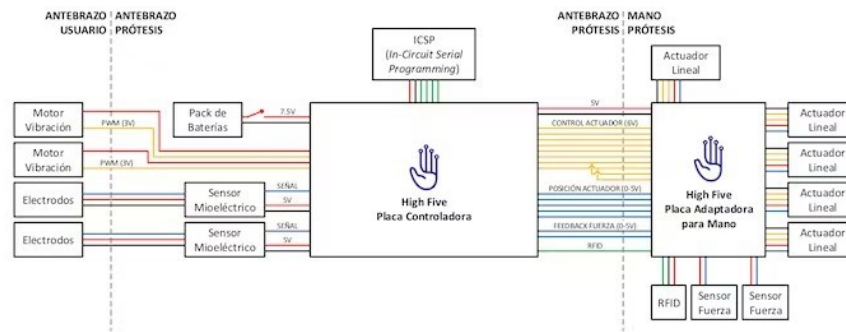 ANTEBRAZO
USUARIO
ANTEBRAZO
PRÓTESIS
ANTEBRAZO
PRÓTESIS
MANO
PRÓTESIS
ICSP
(In-Circuit Serial
Programming)
Actuador
Lineal
Motor
Vibración
PWM (3V)
Pack de
Baterías
7.5V
5V
CONTROL ACTUADOR (6V)
Actuador
Lineal
Motor
Vibración
PWM (3V)
Actuador
Lineal
High Five
Placa Controladora
High Five
Placa Adaptadora
para Mano
Electrodos
Sensor
Mioeléctrico
SEÑAL
5V
POSICIÓN ACTUADOR (0-5V)
Actuador
Lineal
Electrodos
Sensor
Mioeléctrico
SEÑAL
5V
FEEDBACK FUERZA (0-5V)
RFID
Actuador
Lineal
RFID
Sensor
Fuerza
Sensor
Fuerza